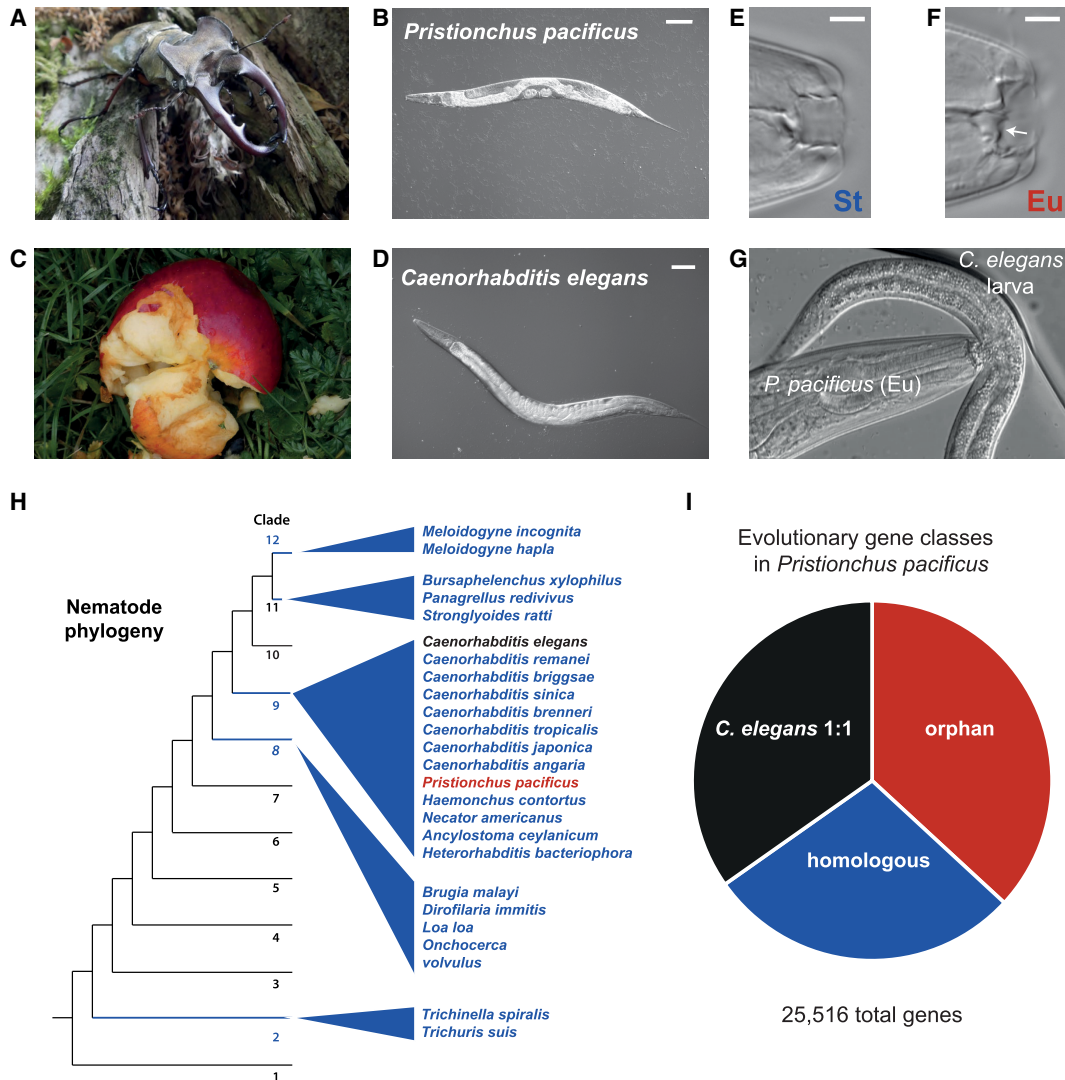 A
B
Pristionchus pacificus
E
St
F
Eu
C
D
Caenorhabditis elegans
G
C. elegans
larva
P. pacificus (Eu)
H
Nematode
phylogeny
Clade
12
11
10
9
8
7
6
5
4
3
2
1
Meloidogyne incognita
Meloidogyne hapla
Bursaphelenchus xylophilus
Panagrellus redivivus
Stronglyoides ratti
Caenorhabditis elegans
Caenorhabditis remanei
Caenorhabditis briggsae
Caenorhabditis sinica
Caenorhabditis brenneri
Caenorhabditis tropicalis
Caenorhabditis japonica
Caenorhabditis angaria
Pristionchus pacificus
Haemonchus contortus
Necator americanus
Ancylostoma ceylanicum
Heterorhabditis bacteriophora
Brugia malayi
Dirofilaria immitis
Loa loa
Onchocerca
volvulus
Trichinella spiralis
Trichuris suis
I
Evolutionary gene classes
in Pristionchus pacificus
C. elegans 1:1
orphan
homologous
25,516 total genes